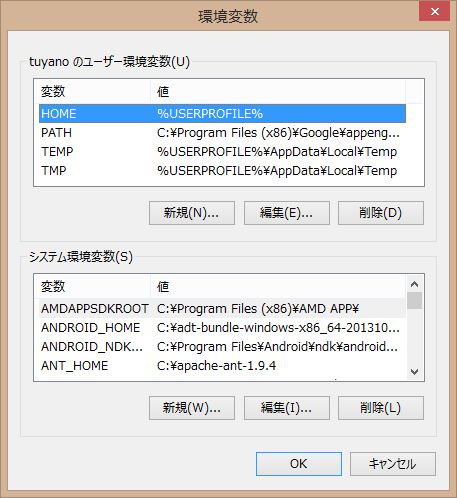 環境変数
tuyano のユーザー環境変数(U)
変数 値
HOME %USERPROFILE%
PATH C:¥Program Files (x86)¥Google¥appeng...
TEMP %USERPROFILE%¥AppData¥Local¥Temp
TMP %USERPROFILE%¥AppData¥Local¥Temp
新規(N)... 編集(E)... 削除(D)
システム環境変数(S)
変数 値
AMDAPPSDKROOT C:¥Program Files (x86)¥AMD APP¥
ANDROID_HOME C:¥adt-bundle-windows-x86_64-201310...
ANDROID_NDK... C:¥Program Files¥Android¥ndk¥android...
ANT_HOME C:¥apache-ant-1.9.4
新規(W)... 編集(I)... 削除(L)
OK キャンセル